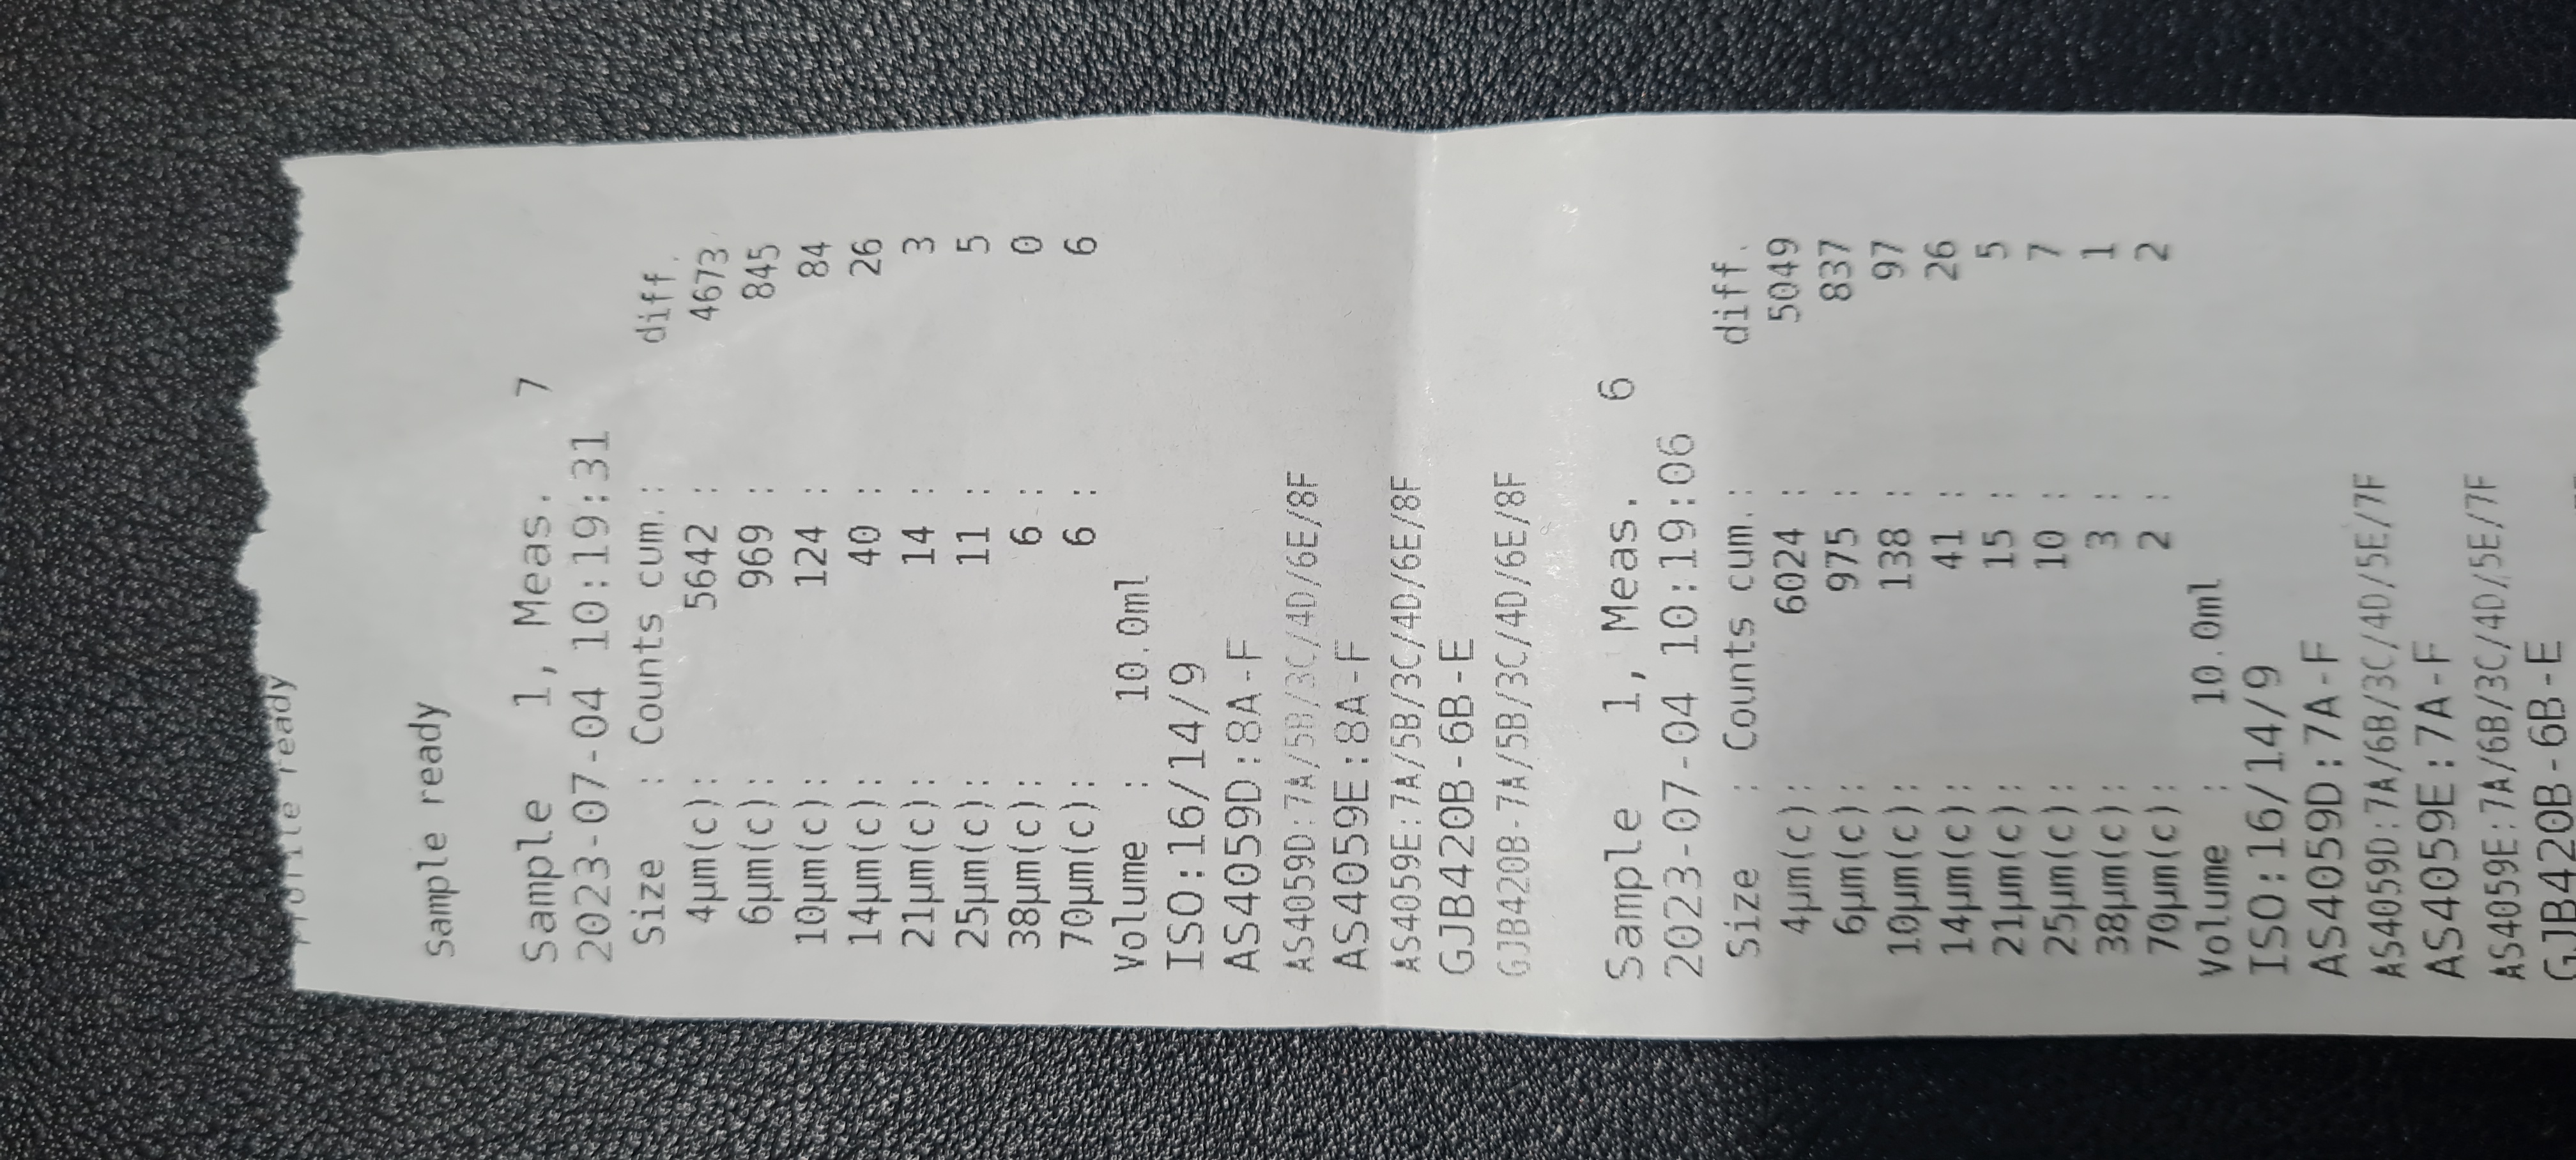 Profile ready
Sample ready
Sample 1, Meas. 7
2023-07-04 10:19:31
Size : Counts cum.: diff.
4µm(c): 5642 : 4673
6µm(c): 969 : 845
10µm(c): 124 : 84
14µm(c): 40 : 26
21µm(c): 14 : 3
25µm(c): 11 : 5
38µm(c): 6 : 0
70µm(c): 6 : 6
Volume : 10.0ml
ISO:16/14/9
AS4059D:8A-F
AS4059D:7A/5B/3C/4D/6E/8F
AS4059E:8A-F
AS4059E:7A/5B/3C/4D/6E/8F
GJB420B-6B-E
GJB420B-7A/5B/3C/4D/6E/8F
Sample 1, Meas. 6
2023-07-04 10:19:06
Size : Counts cum.: diff.
4µm(c): 6024 : 5049
6µm(c): 975 : 837
10µm(c): 138 : 97
14µm(c): 41 : 26
21µm(c): 15 : 5
25µm(c): 10 : 7
38µm(c): 3 : 1
70µm(c): 2 : 2
Volume : 10.0ml
ISO:16/14/9
AS4059D:7A-F
AS4059D:7A/6B/3C/4D/5E/7F
AS4059E:7A-F
AS4059E:7A/6B/3C/4D/5E/7F
GJB420B-6B-E